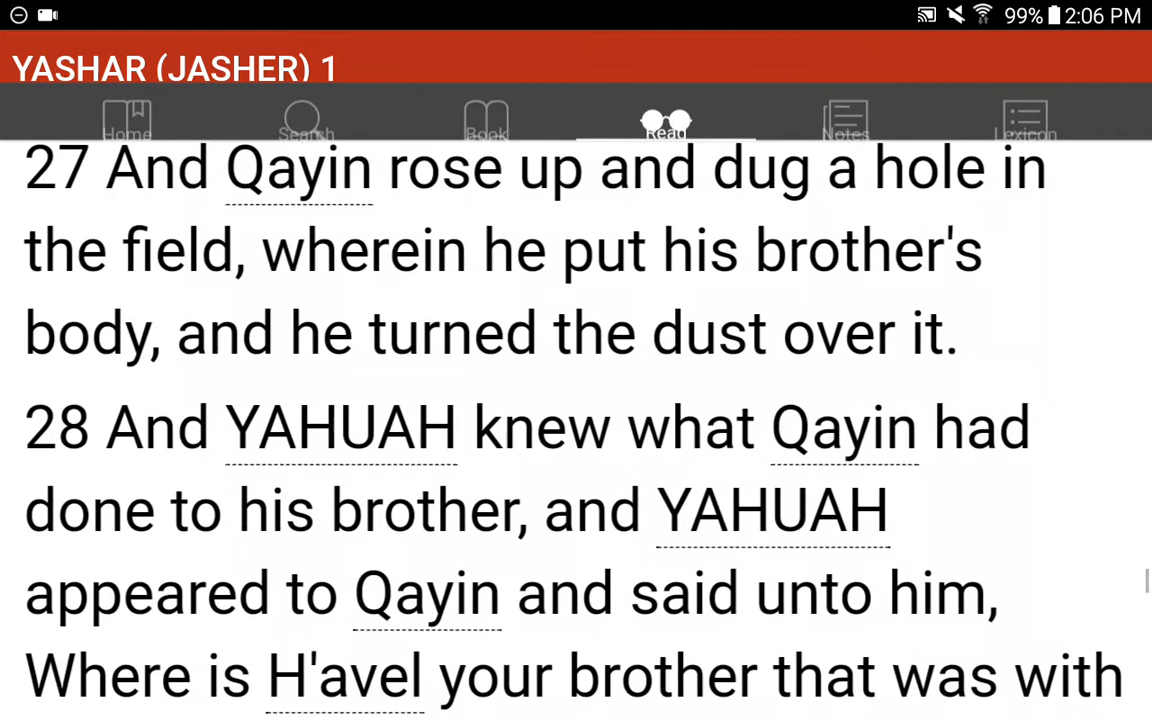 99% 2:06 PM
YASHAR (JASHER) 1
Home Search Book Read Notes Lexicon
27 And Qayin rose up and dug a hole in
the field, wherein he put his brother's
body, and he turned the dust over it.
28 And YAHUAH knew what Qayin had
done to his brother, and YAHUAH
appeared to Qayin and said unto him,
Where is H'avel your brother that was with